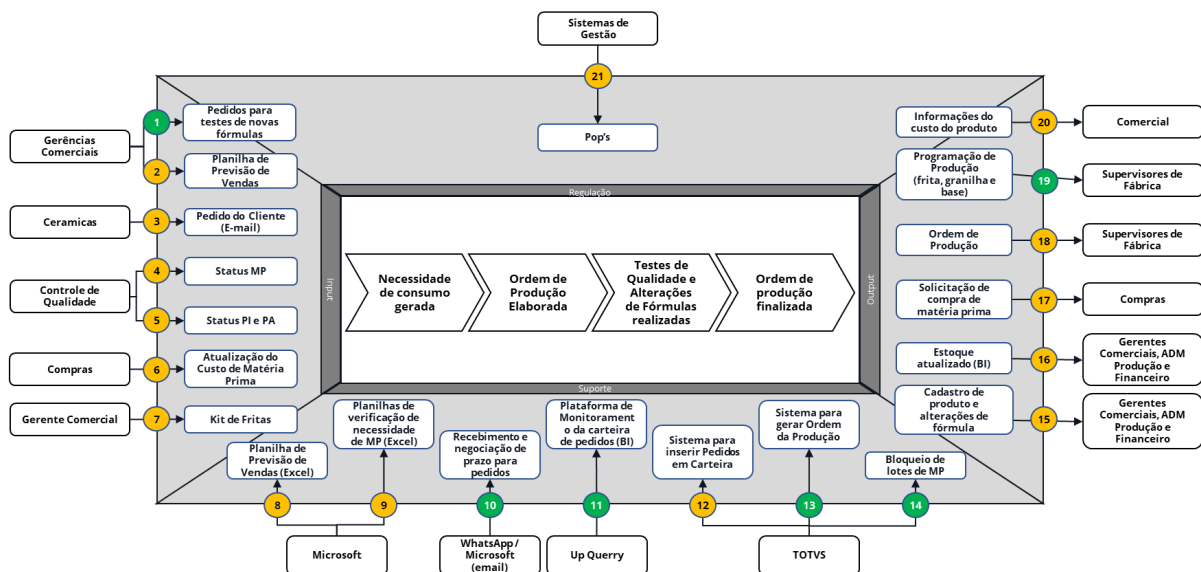 Sistemas de
Gestão
21
Pop's
Regulação
Gerências
Comerciais
1
Pedidos para
testes de novas
fórmulas
2
Planilha de
Previsão de
Vendas
Ceramicas
3
Pedido do Cliente
(E-mail)
Controle de
Qualidade
4
Status MP
5
Status PI e PA
Compras
6
Atualização do
Custo de Matéria
Prima
Gerente Comercial
7
Kit de Fritas
Input
Necessidade
de consumo
gerada
Ordem de
Produção
Elaborada
Testes de
Qualidade e
Alterações
de Fórmulas
realizadas
Ordem de
produção
finalizada
Output
Informações do
custo do produto
20
Comercial
Programação de
Produção
(frita, granilha e
base)
19
Supervisores de
Fábrica
Ordem de
Produção
18
Supervisores de
Fábrica
Solicitação de
compra de
matéria prima
17
Compras
Estoque
atualizado (BI)
16
Gerentes
Comerciais, ADM
Produção e
Financeiro
Cadastro de
produto e
alterações de
fórmula
15
Gerentes
Comerciais, ADM
Produção e
Financeiro
Suporte
Planilha de
Previsão de
Vendas (Excel)
8
Planilhas de
verificação de
necessidade
de MP (Excel)
9
Microsoft
Recebimento e
negociação de
prazo para
pedidos
10
WhatsApp /
Microsoft
(email)
Plataforma de
Monitorament
o da carteira
de pedidos (BI)
11
Up Querry
Sistema para
inserir Pedidos
em Carteira
12
Sistema para
gerar Ordem
da Produção
13
Bloqueio de
lotes de MP
14
TOTVS